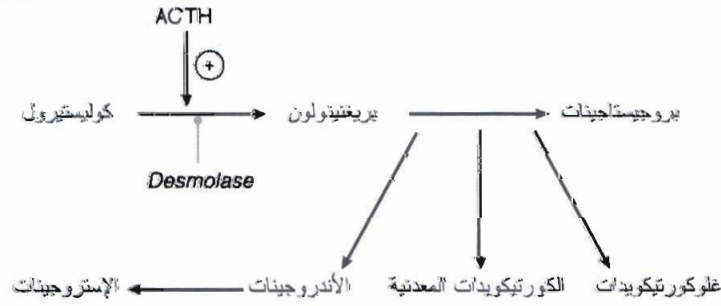 ACTH
+
كوليستيرول بريغنينولون بروجيستاجينات
Desmolase
الإستروجينات الأندروجينات الكورتيكويدات المعدنية غلوكورتيكويدات